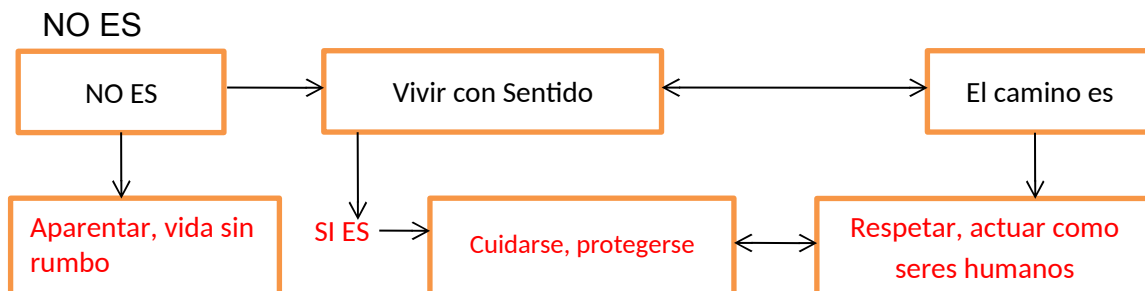 NO ES
NO ES
Vivir con Sentido
El camino es
Aparentar, vida sin
rumbo
SI ES
Cuidarse, protegerse
Respetar, actuar como
seres humanos